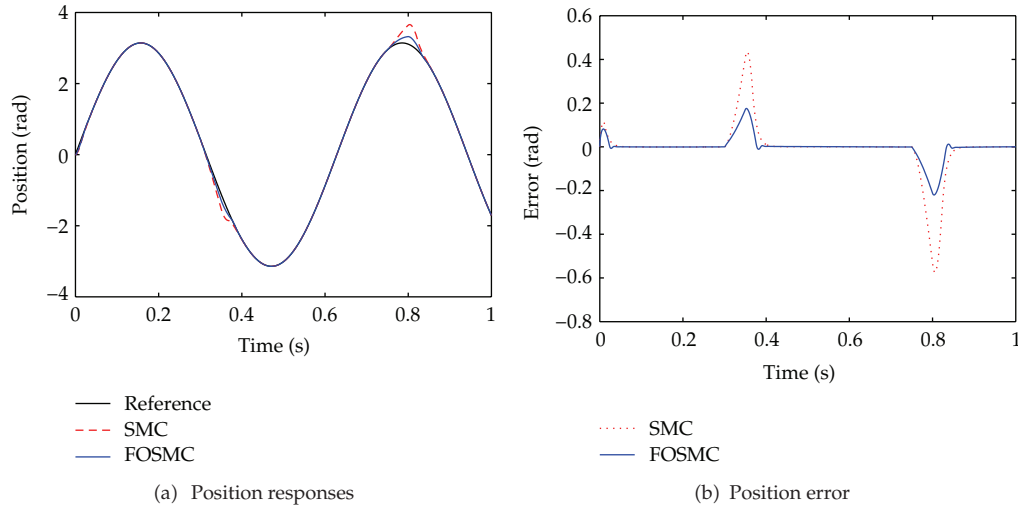 4
2
0
−2
−4
Position (rad)
0 0.2 0.4 0.6 0.8 1
Time (s)
Reference
SMC
FOSMC
(a) Position responses
0.6
0.4
0.2
0
−0.2
−0.4
−0.6
−0.8
Error (rad)
0 0.2 0.4 0.6 0.8 1
Time (s)
SMC
FOSMC
(b) Position error